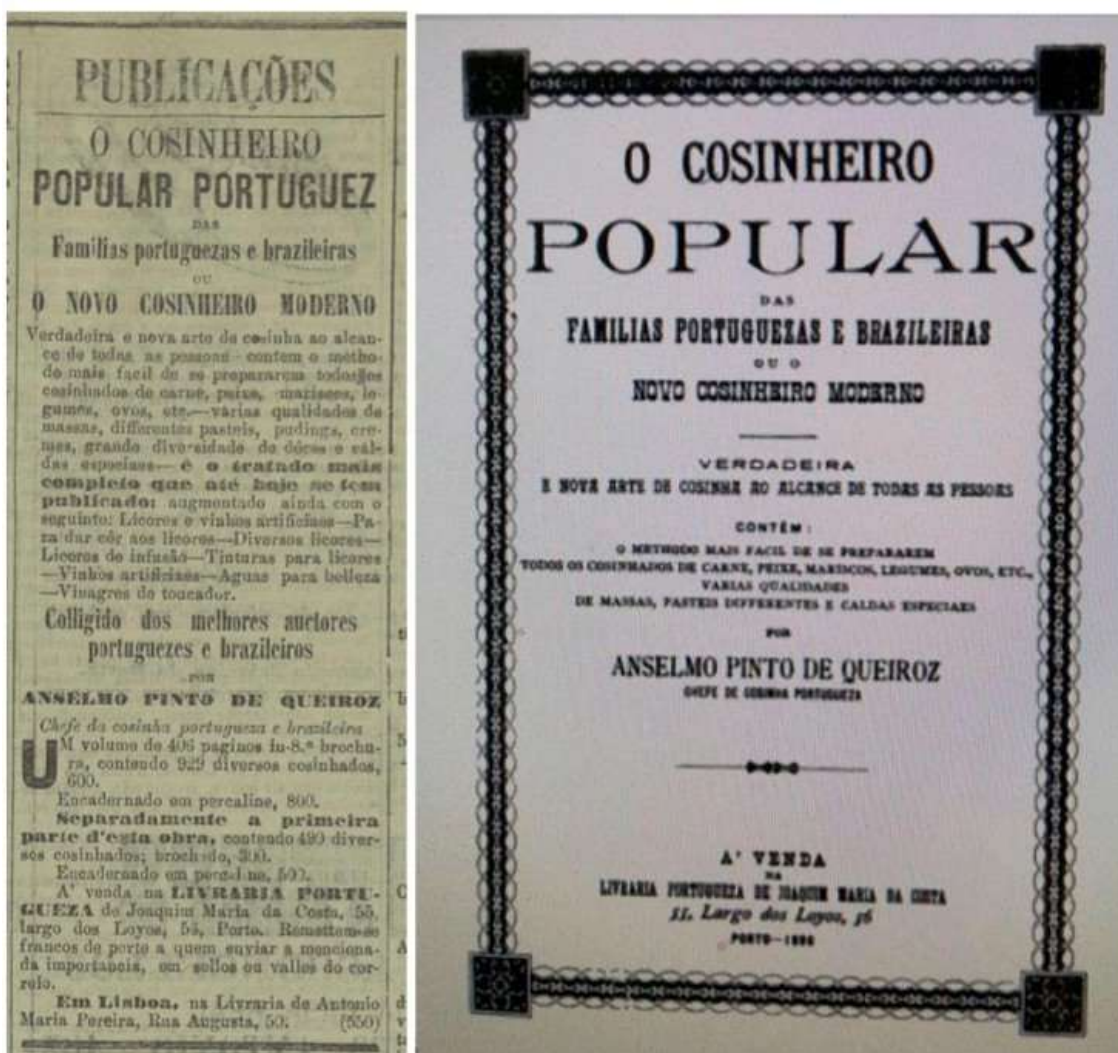 PUBLICAÇÕES
O COSINHEIRO
POPULAR PORTUGUEZ
DAS
Familias portuguezas e brazileiras
OU
O NOVO COSINHEIRO MODERNO
Verdadeira e nova arte de cosinha ao alcan-
ce de todas as pessoas—contem o metho-
do mais facil de se prepararem todos os
cosinhados de carne, peixe, mariscos, le-
gumes, ovos, etc.—varias qualidades de
massas, differentes pasteis, pudings, cre-
mes, grande diversidade de dôces e cal-
das especiaes—é o tratado mais
completo que até hoje se tem
publicado: augmentado ainda com o
seguinte: Licores e vinhos artificiaes—Pa-
ra dar côr aos licores—Diversos licores—
Licores de infusão—Tinturas para licores
—Vinhos artificiaes—Aguas para belleza
—Vinagres de toucador.
Colligido dos melhores auctores
portuguezes e brazileiros
POR
ANSELMO PINTO DE QUEIROZ
Chefe da cosinha portugueza e brazileira
UM volume de 406 paginas in-8.º brochu-
ra, contendo 929 diversos cosinhados,
600.
Encadernado em percaline, 800.
Separadamente a primeira
parte d'esta obra, contendo 490 diver-
sos cosinhados; brochado, 300.
Encadernado em percaline, 500.
A' venda na LIVRARIA PORTU-
GUEZA de Joaquim Maria da Costa, 55,
largo dos Loyos, 56, Porto. Remettem-se
francos de porte a quem enviar a menciona-
da importancia, em sellos ou valles do cor-
reio.
Em Lisboa, na Livraria de Antonio
Maria Pereira, Rua Augusta, 50. (550)
O COSINHEIRO
POPULAR
DAS
FAMILIAS PORTUGUEZAS E BRAZILEIRAS
OU O
NOVO COSINHEIRO MODERNO
VERDADEIRA
E NOVA ARTE DE COSINHA AO ALCANCE DE TODAS AS PESSOAS
CONTÊM:
O METHODO MAIS FACIL DE SE PREPARAREM
TODOS OS COSINHADOS DE CARNE, PEIXE, MARISCOS, LEGUMES, OVOS, ETC.,
VARIAS QUALIDADES
DE MASSAS, PASTEIS DIFFERENTES E CALDAS ESPECIAES
POR
ANSELMO PINTO DE QUEIROZ
CHEFE DE COSINHA PORTUGUEZA
A' VENDA
NA
LIVRARIA PORTUGUEZA DE JOAQUIM MARIA DA COSTA
55, Largo dos Loyos, 56
PORTO—